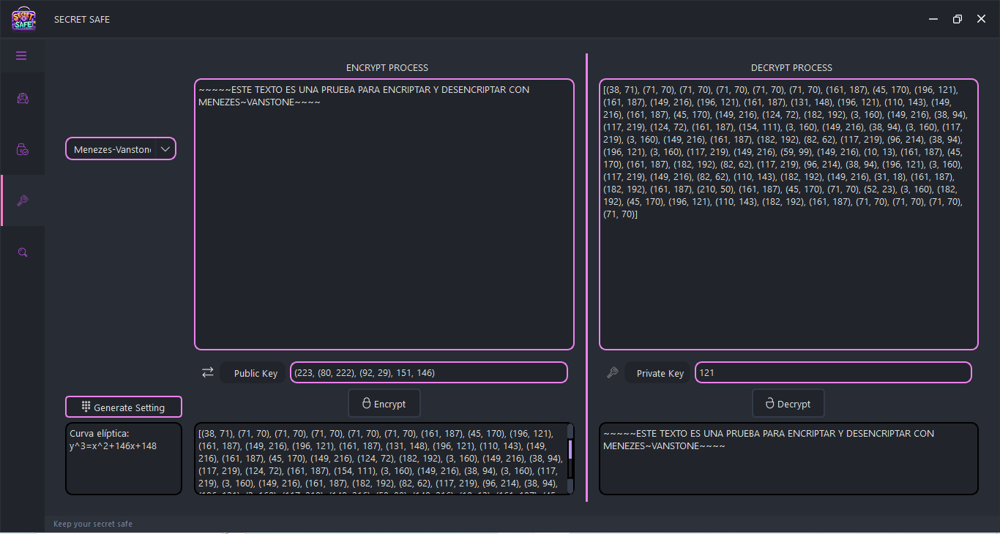 SECRET SAFE
SECRET SAFE
ENCRYPT PROCESS
~~~~~ESTE TEXTO ES UNA PRUEBA PARA ENCRIPTAR Y DESENCRIPTAR CON
MENEZES~VANSTONE~~~~
DECRYPT PROCESS
[(38, 71), (71, 70), (71, 70), (71, 70), (71, 70), (71, 70), (161, 187), (45, 170), (196, 121),
(161, 187), (149, 216), (196, 121), (161, 187), (131, 148), (196, 121), (110, 143), (149,
216), (161, 187), (45, 170), (149, 216), (124, 72), (182, 192), (3, 160), (149, 216), (38, 94),
(117, 219), (124, 72), (161, 187), (154, 111), (3, 160), (149, 216), (38, 94), (3, 160), (117,
219), (3, 160), (149, 216), (161, 187), (182, 192), (82, 62), (117, 219), (96, 214), (38, 94),
(196, 121), (3, 160), (117, 219), (149, 216), (59, 99), (149, 216), (10, 13), (161, 187), (45,
170), (161, 187), (182, 192), (82, 62), (117, 219), (96, 214), (38, 94), (196, 121), (3, 160),
(117, 219), (149, 216), (82, 62), (110, 143), (182, 192), (149, 216), (31, 18), (161, 187),
(182, 192), (161, 187), (210, 50), (161, 187), (45, 170), (71, 70), (52, 23), (3, 160), (182,
192), (45, 170), (196, 121), (110, 143), (182, 192), (161, 187), (71, 70), (71, 70), (71, 70),
(71, 70)]
Menezes-Vanston
Public Key
(223, (80, 222), (92, 29), 151, 146)
Private Key
121
Encrypt
Decrypt
Generate Setting
Curva elíptica:
y^3=x^2+146x+148
[(38, 71), (71, 70), (71, 70), (71, 70), (71, 70), (71, 70), (161, 187), (45, 170), (196, 121),
(161, 187), (149, 216), (196, 121), (161, 187), (131, 148), (196, 121), (110, 143), (149,
216), (161, 187), (45, 170), (149, 216), (124, 72), (182, 192), (3, 160), (149, 216), (38, 94),
(117, 219), (124, 72), (161, 187), (154, 111), (3, 160), (149, 216), (38, 94), (3, 160), (117,
219), (3, 160), (149, 216), (161, 187), (182, 192), (82, 62), (117, 219), (96, 214), (38, 94),
~~~~~ESTE TEXTO ES UNA PRUEBA PARA ENCRIPTAR Y DESENCRIPTAR CON
MENEZES~VANSTONE~~~~
Keep your secret safe